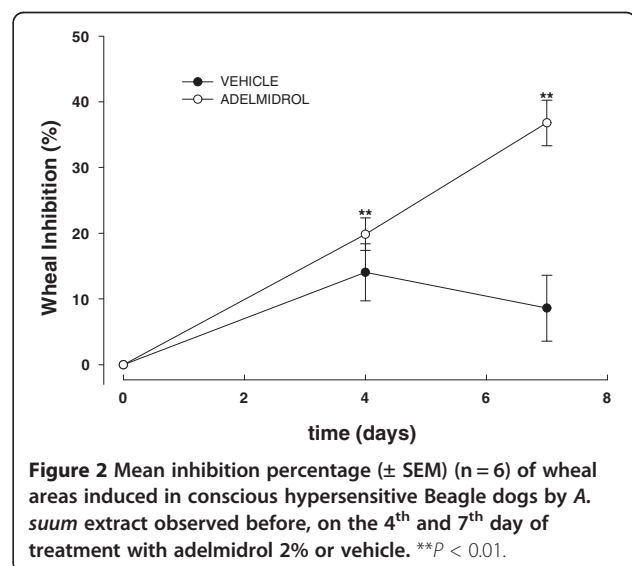 50
40
30
20
10
0
Wheal Inhibition (%)
VEHICLE
ADELMIDROL
**
**
0 2 4 6 8
time (days)
Figure 2 Mean inhibition percentage (± SEM) (n = 6) of wheal
areas induced in conscious hypersensitive Beagle dogs by A.
suum extract observed before, on the 4th and 7th day of
treatment with adelmidrol 2% or vehicle. **P < 0.01.